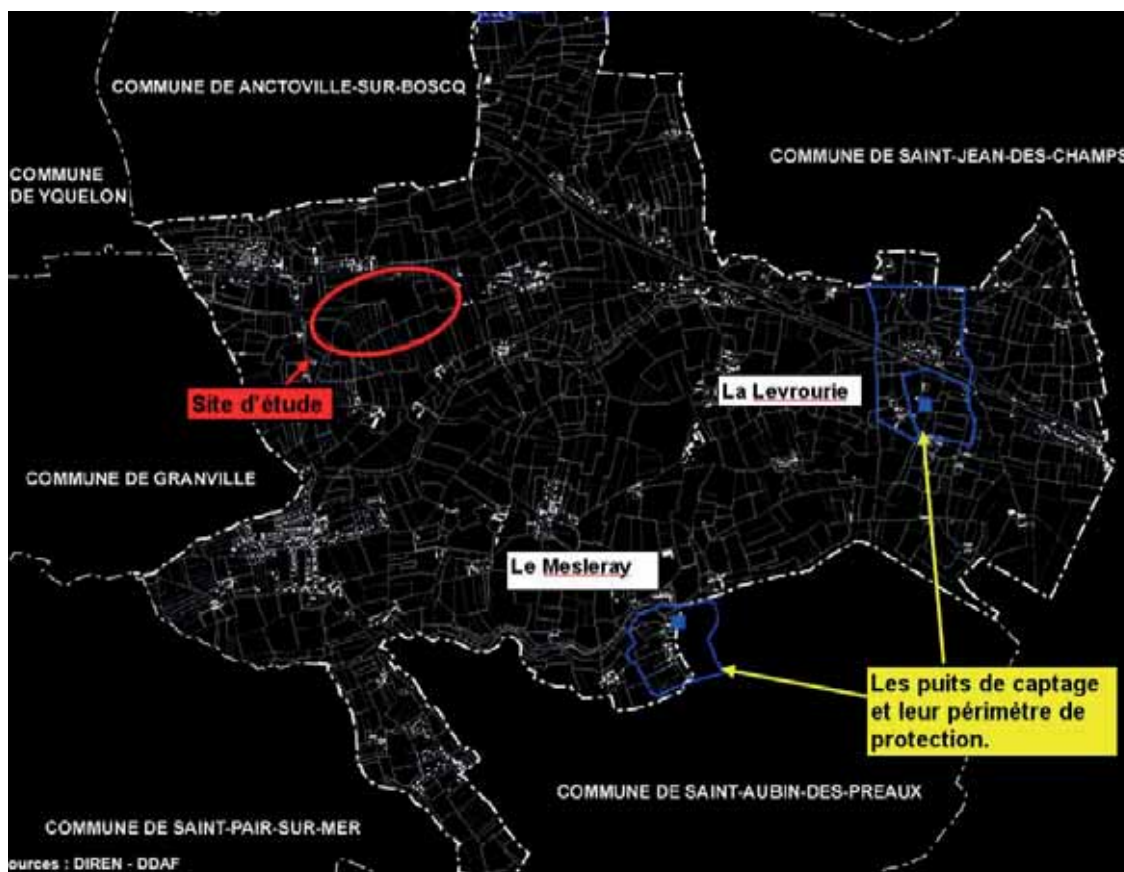 COMMUNE DE ANCTOVILLE-SUR-BOSCQ
COMMUNE DE SAINT-JEAN-DES-CHAMPS
COMMUNE
DE YQUELON
Site d'étude
La Levrourie
COMMUNE DE GRANVILLE
Le Mesleray
Les puits de captage
et leur périmétre de
protection.
COMMUNE DE SAINT-AUBIN-DES-PREAUX
COMMUNE DE SAINT-PAIR-SUR-MER
ources : DIREN - DDAF